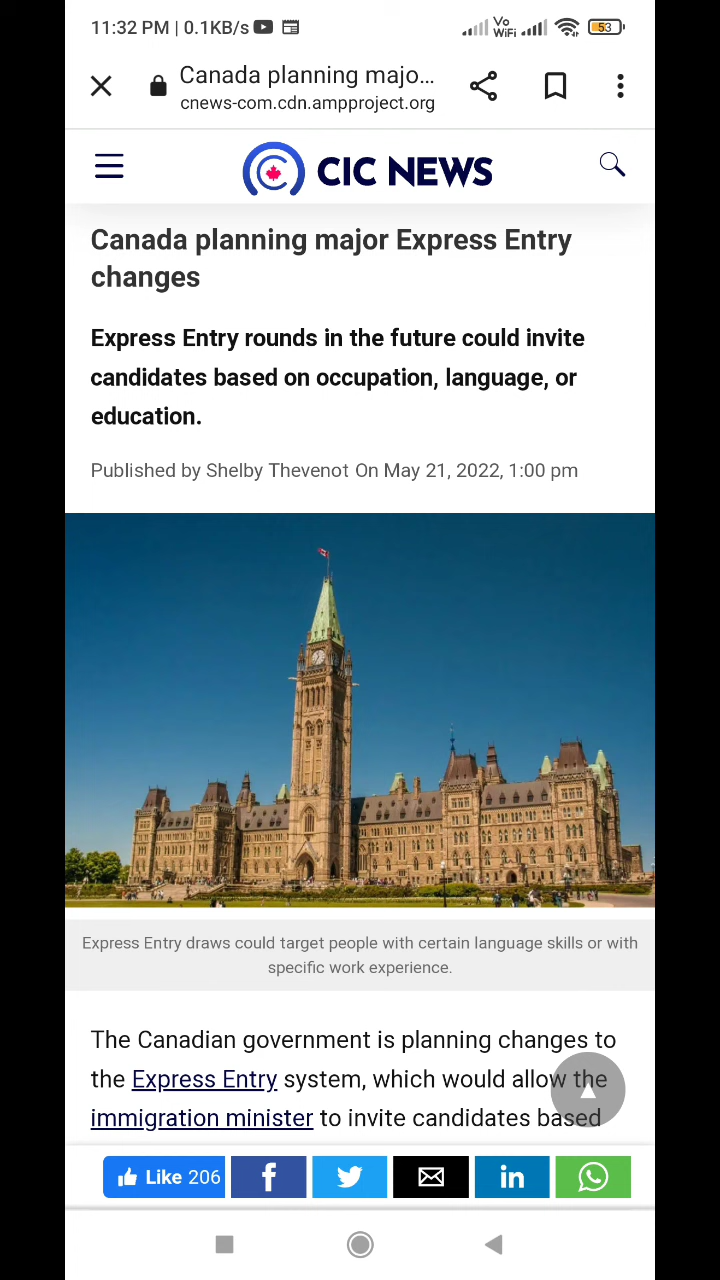 11:32 PM | 0.1KB/s
Vo
WiFi
53
Canada planning majo...
cnews-com.cdn.ampproject.org
CIC NEWS
Canada planning major Express Entry
changes
Express Entry rounds in the future could invite
candidates based on occupation, language, or
education.
Published by Shelby Thevenot On May 21, 2022, 1:00 pm
Express Entry draws could target people with certain language skills or with
specific work experience.
The Canadian government is planning changes to
the Express Entry system, which would allow the
immigration minister to invite candidates based
Like 206